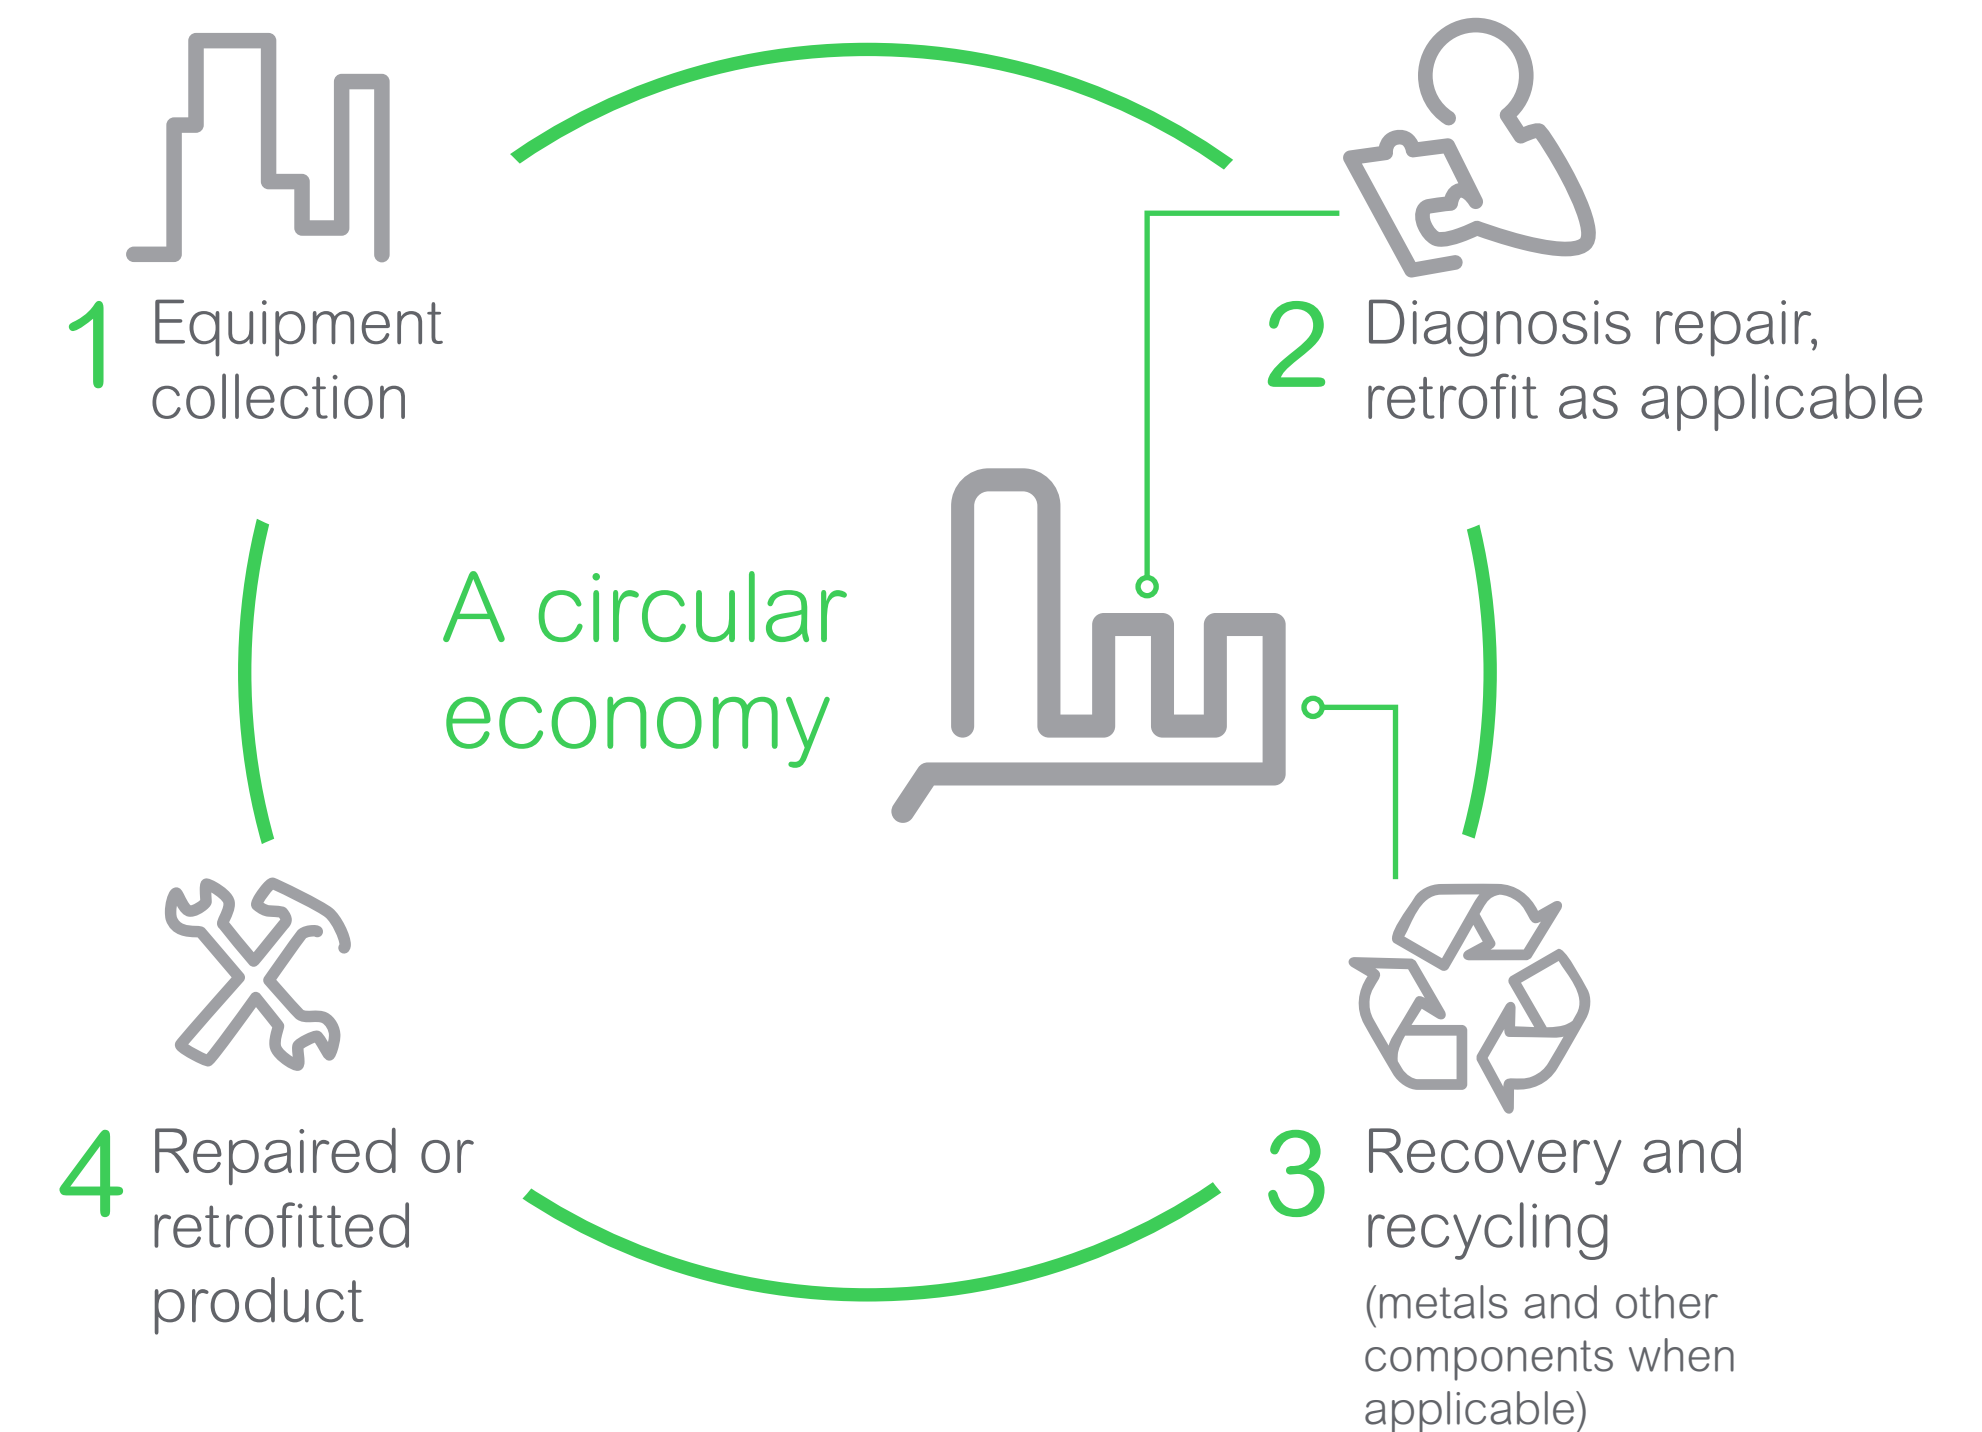 1 Equipment
collection
2 Diagnosis repair,
retrofit as applicable
A circular
economy
3 Recovery and
recycling
(metals and other
components when
applicable)
4 Repaired or
retrofitted
product